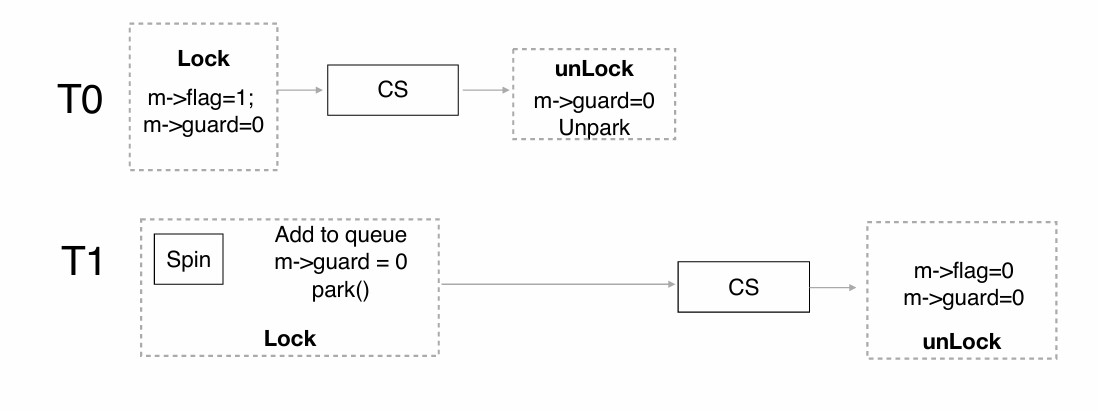 T0
Lock
m->flag=1;
m->guard=0
CS
unLock
m->guard=0
Unpark
T1
Spin
Add to queue
m->guard = 0
park()
Lock
CS
m->flag=0
m->guard=0
unLock